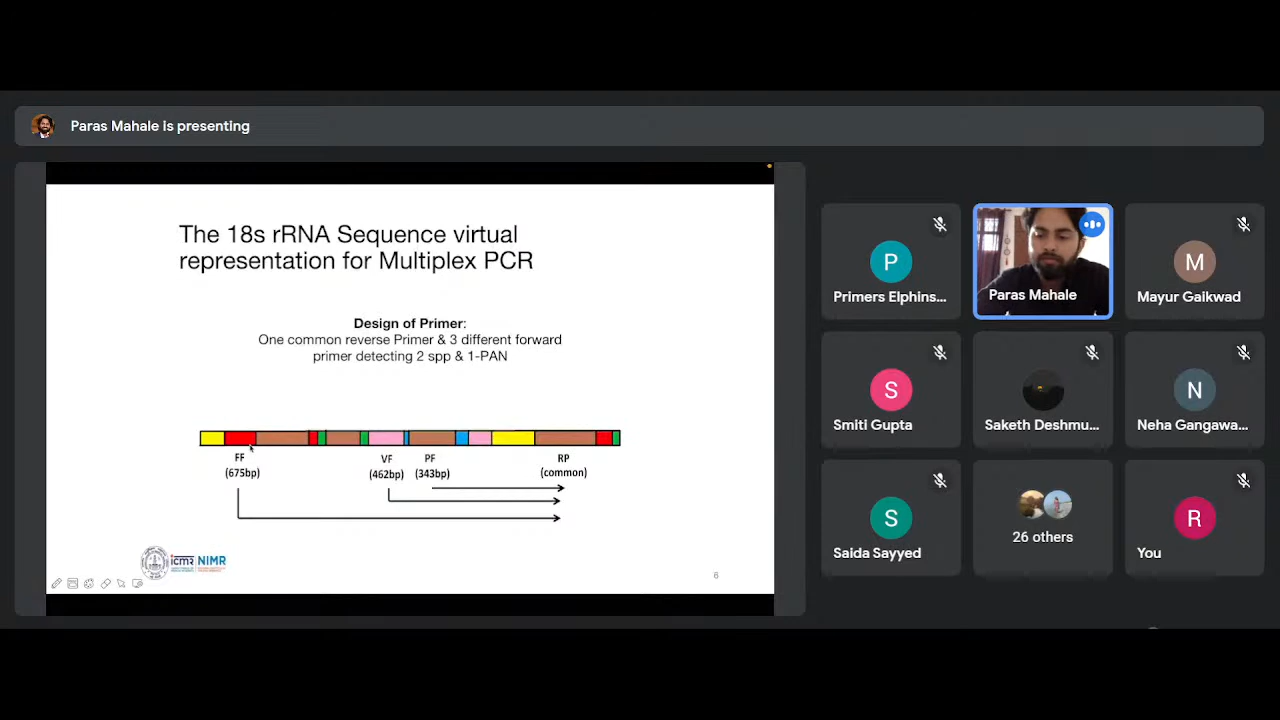 Paras Mahale is presenting
The 18s rRNA Sequence virtual
representation for Multiplex PCR
Design of Primer:
One common reverse Primer & 3 different forward
primer detecting 2 spp & 1-PAN
FF
(675bp)
VF
(462bp)
PF
(343bp)
RP
(common)
icmr NIMR
6
P
Primers Elphins...
Paras Mahale
M
Mayur Gaikwad
S
Smiti Gupta
Saketh Deshmu...
N
Neha Gangawa...
S
Saida Sayyed
26 others
R
You